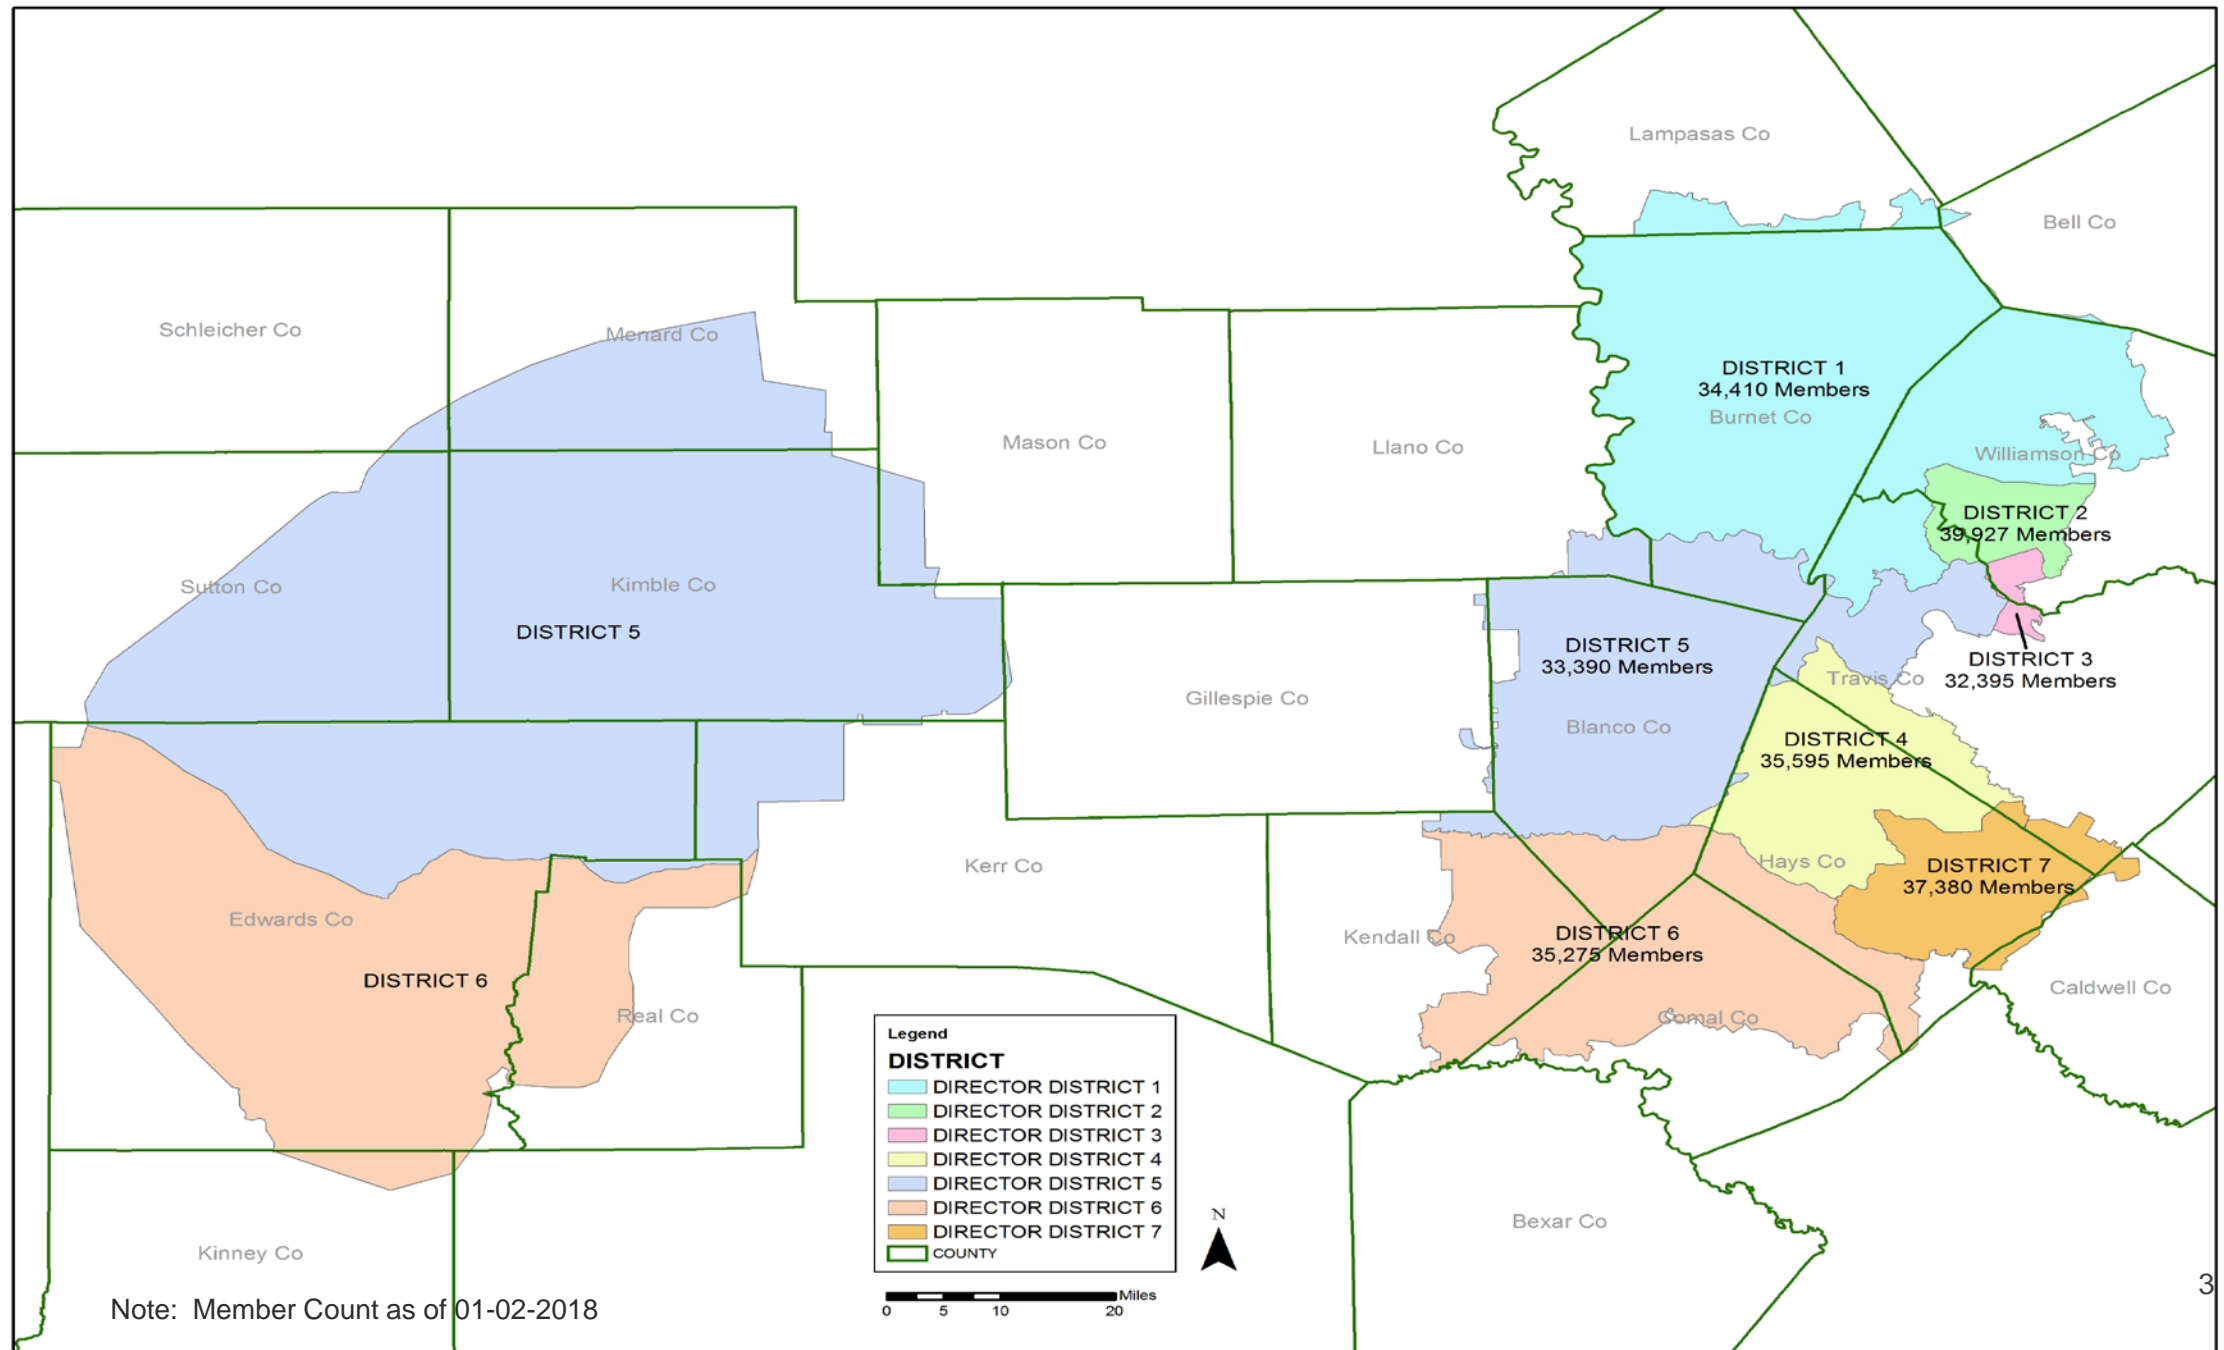 Lampasas Co
Bell Co
Schleicher Co
Menard Co
DISTRICT 1
34,410 Members
Burnet Co
Mason Co
Llano Co
Williamson Co
DISTRICT 2
39,927 Members
Sutton Co
Kimble Co
DISTRICT 5
DISTRICT 5
33,390 Members
DISTRICT 3
32,395 Members
Travis Co
Gillespie Co
Blanco Co
DISTRICT 4
35,595 Members
Hays Co
DISTRICT 7
37,380 Members
Kerr Co
Edwards Co
Kendall Co
DISTRICT 6
35,275 Members
DISTRICT 6
Real Co
Comal Co
Caldwell Co
Legend
DISTRICT
DIRECTOR DISTRICT 1
DIRECTOR DISTRICT 2
DIRECTOR DISTRICT 3
DIRECTOR DISTRICT 4
DIRECTOR DISTRICT 5
DIRECTOR DISTRICT 6
DIRECTOR DISTRICT 7
COUNTY
N
Bexar Co
Kinney Co
Miles
0 5 10 20
Note: Member Count as of 01-02-2018
3